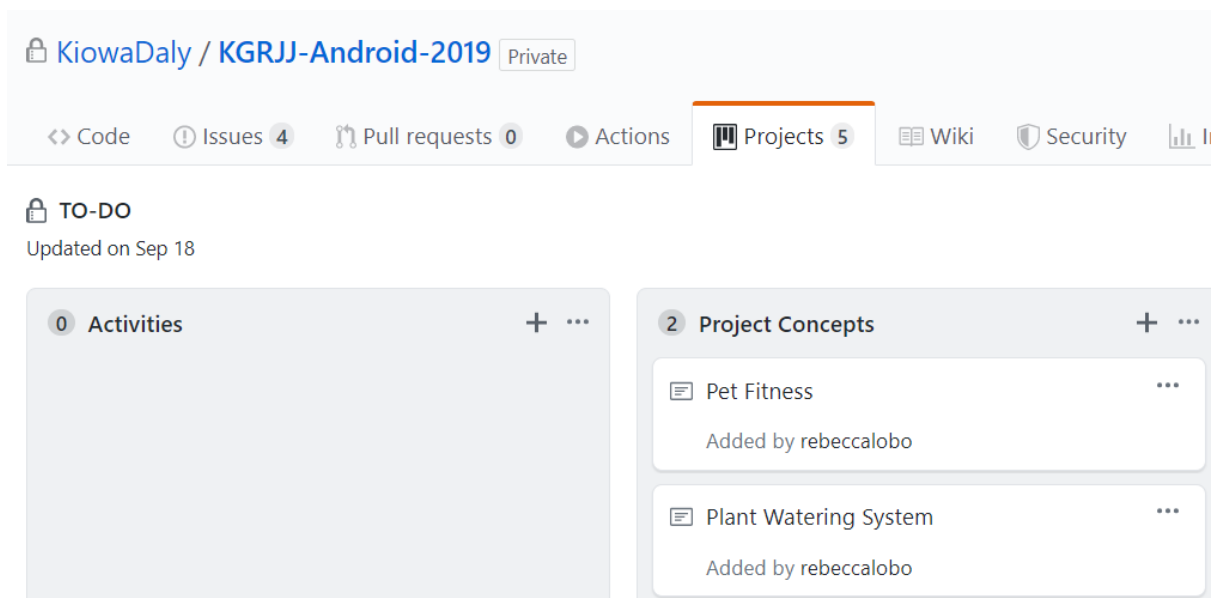 KiowaDaly / KGRJJ-Android-2019 Private
Code Issues 4 Pull requests 0 Actions Projects 5 Wiki Security
TO-DO
Updated on Sep 18
0 Activities
2 Project Concepts
Pet Fitness
Added by rebeccalobo
Plant Watering System
Added by rebeccalobo